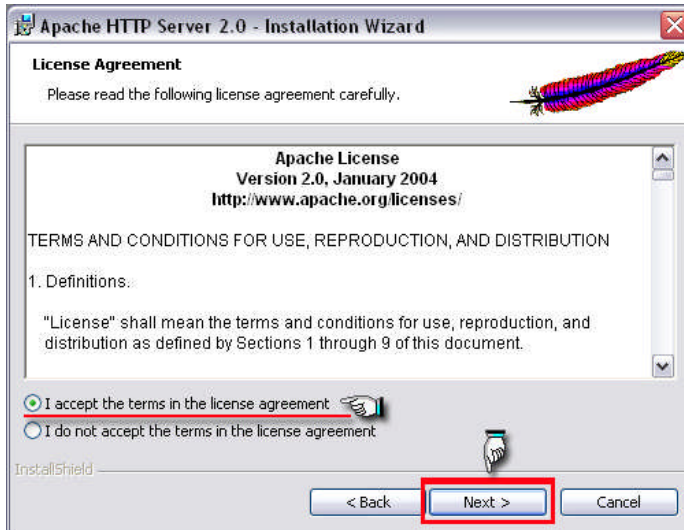 Apache HTTP Server 2.0 - Installation Wizard
License Agreement
Please read the following license agreement carefully.
Apache License
Version 2.0, January 2004
http://www.apache.org/licenses/
TERMS AND CONDITIONS FOR USE, REPRODUCTION, AND DISTRIBUTION
1. Definitions.
"License" shall mean the terms and conditions for use, reproduction, and
distribution as defined by Sections 1 through 9 of this document.
I accept the terms in the license agreement
I do not accept the terms in the license agreement
InstallShield
< Back
Next >
Cancel